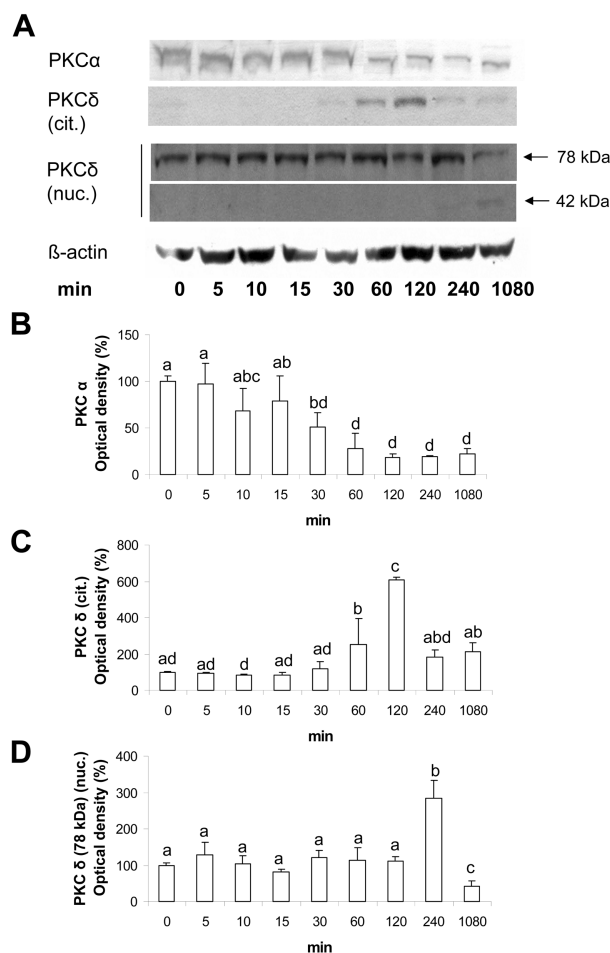 A
PKCα
PKCδ
(cit.)
PKCδ
(nuc.)
78 kDa
42 kDa
ß-actin
min 0 5 10 15 30 60 120 240 1080
B
PKC α
Optical density (%)
150
100
50
0
a a abc ab bd d d d d
0 5 10 15 30 60 120 240 1080
min
C
PKC δ (cit.)
Optical density (%)
800
600
400
200
0
ad ad d ad ad b c abd ab
0 5 10 15 30 60 120 240 1080
min
D
PKC δ (78 kDa) (nuc.)
Optical density (%)
400
300
200
100
0
a a a a a a a b c
0 5 10 15 30 60 120 240 1080
min